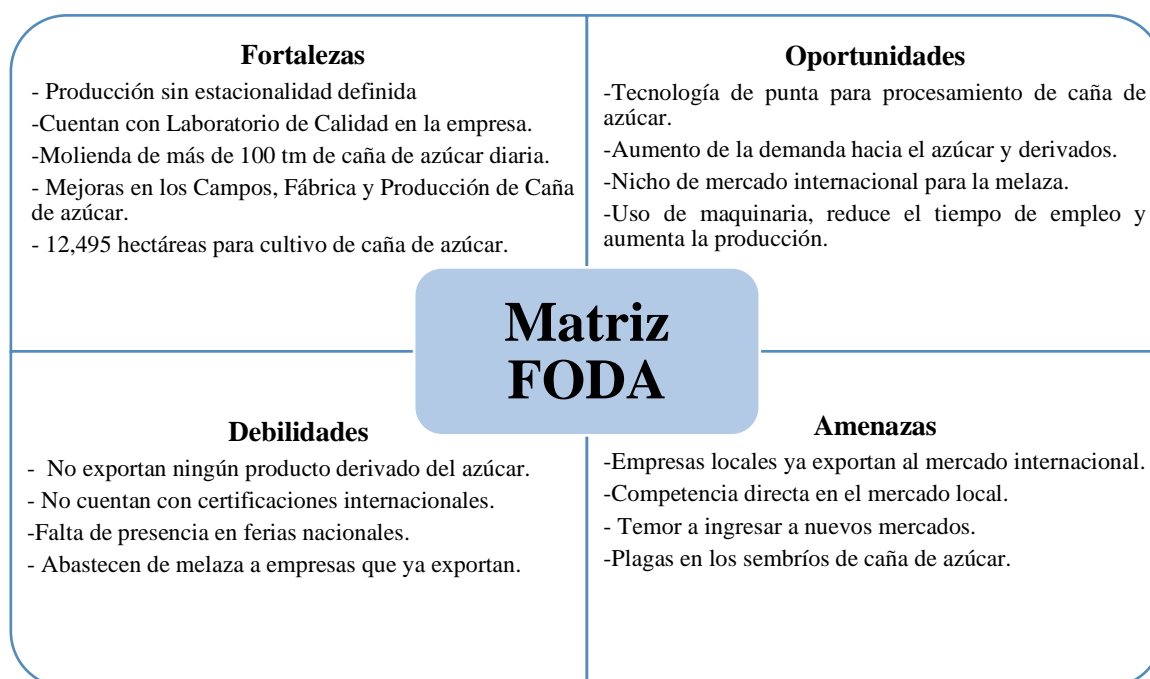 Fortalezas
- Producción sin estacionalidad definida
-Cuentan con Laboratorio de Calidad en la empresa.
-Molienda de más de 100 tm de caña de azúcar diaria.
- Mejoras en los Campos, Fábrica y Producción de Caña
de azúcar.
- 12,495 hectáreas para cultivo de caña de azúcar.
Oportunidades
-Tecnología de punta para procesamiento de caña de
azúcar.
-Aumento de la demanda hacia el azúcar y derivados.
-Nicho de mercado internacional para la melaza.
-Uso de maquinaria, reduce el tiempo de empleo y
aumenta la producción.
Matriz
FODA
Debilidades
- No exportan ningún producto derivado del azúcar.
- No cuentan con certificaciones internacionales.
-Falta de presencia en ferias nacionales.
- Abastecen de melaza a empresas que ya exportan.
Amenazas
-Empresas locales ya exportan al mercado internacional.
-Competencia directa en el mercado local.
- Temor a ingresar a nuevos mercados.
-Plagas en los sembríos de caña de azúcar.